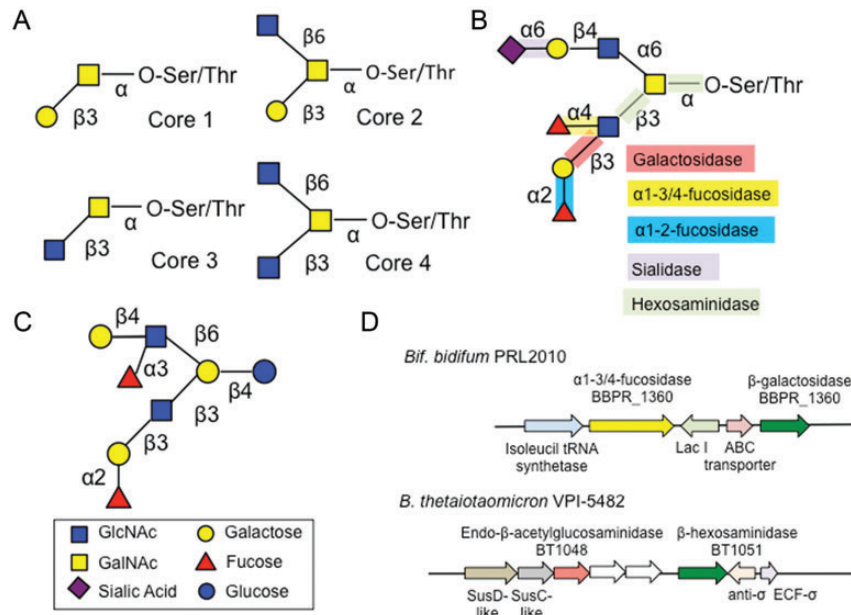 A
β6
O-Ser/Thr
α
β3
Core 1
O-Ser/Thr
α
β3
Core 2
O-Ser/Thr
α
β3
Core 3
β6
O-Ser/Thr
α
β3
Core 4
B
α6
β4
α6
O-Ser/Thr
α
β3
α4
β3
α2
Galactosidase
α1-3/4-fucosidase
α1-2-fucosidase
Sialidase
Hexosaminidase
C
β4
β6
α3
β4
β3
β3
α2
GlcNAc
Galactose
GalNAc
Fucose
Sialic Acid
Glucose
D
Bif. bidifum PRL2010
α1-3/4-fucosidase
BBPR_1360
β-galactosidase
BBPR_1360
Isoleucil tRNA
synthetase
Lac I
ABC
transporter
B. thetaiotaomicron VPI-5482
Endo-β-acetylglucosaminidase
BT1048
β-hexosaminidase
BT1051
SusD-
like
SusC-
like
anti-σ
ECF-σ